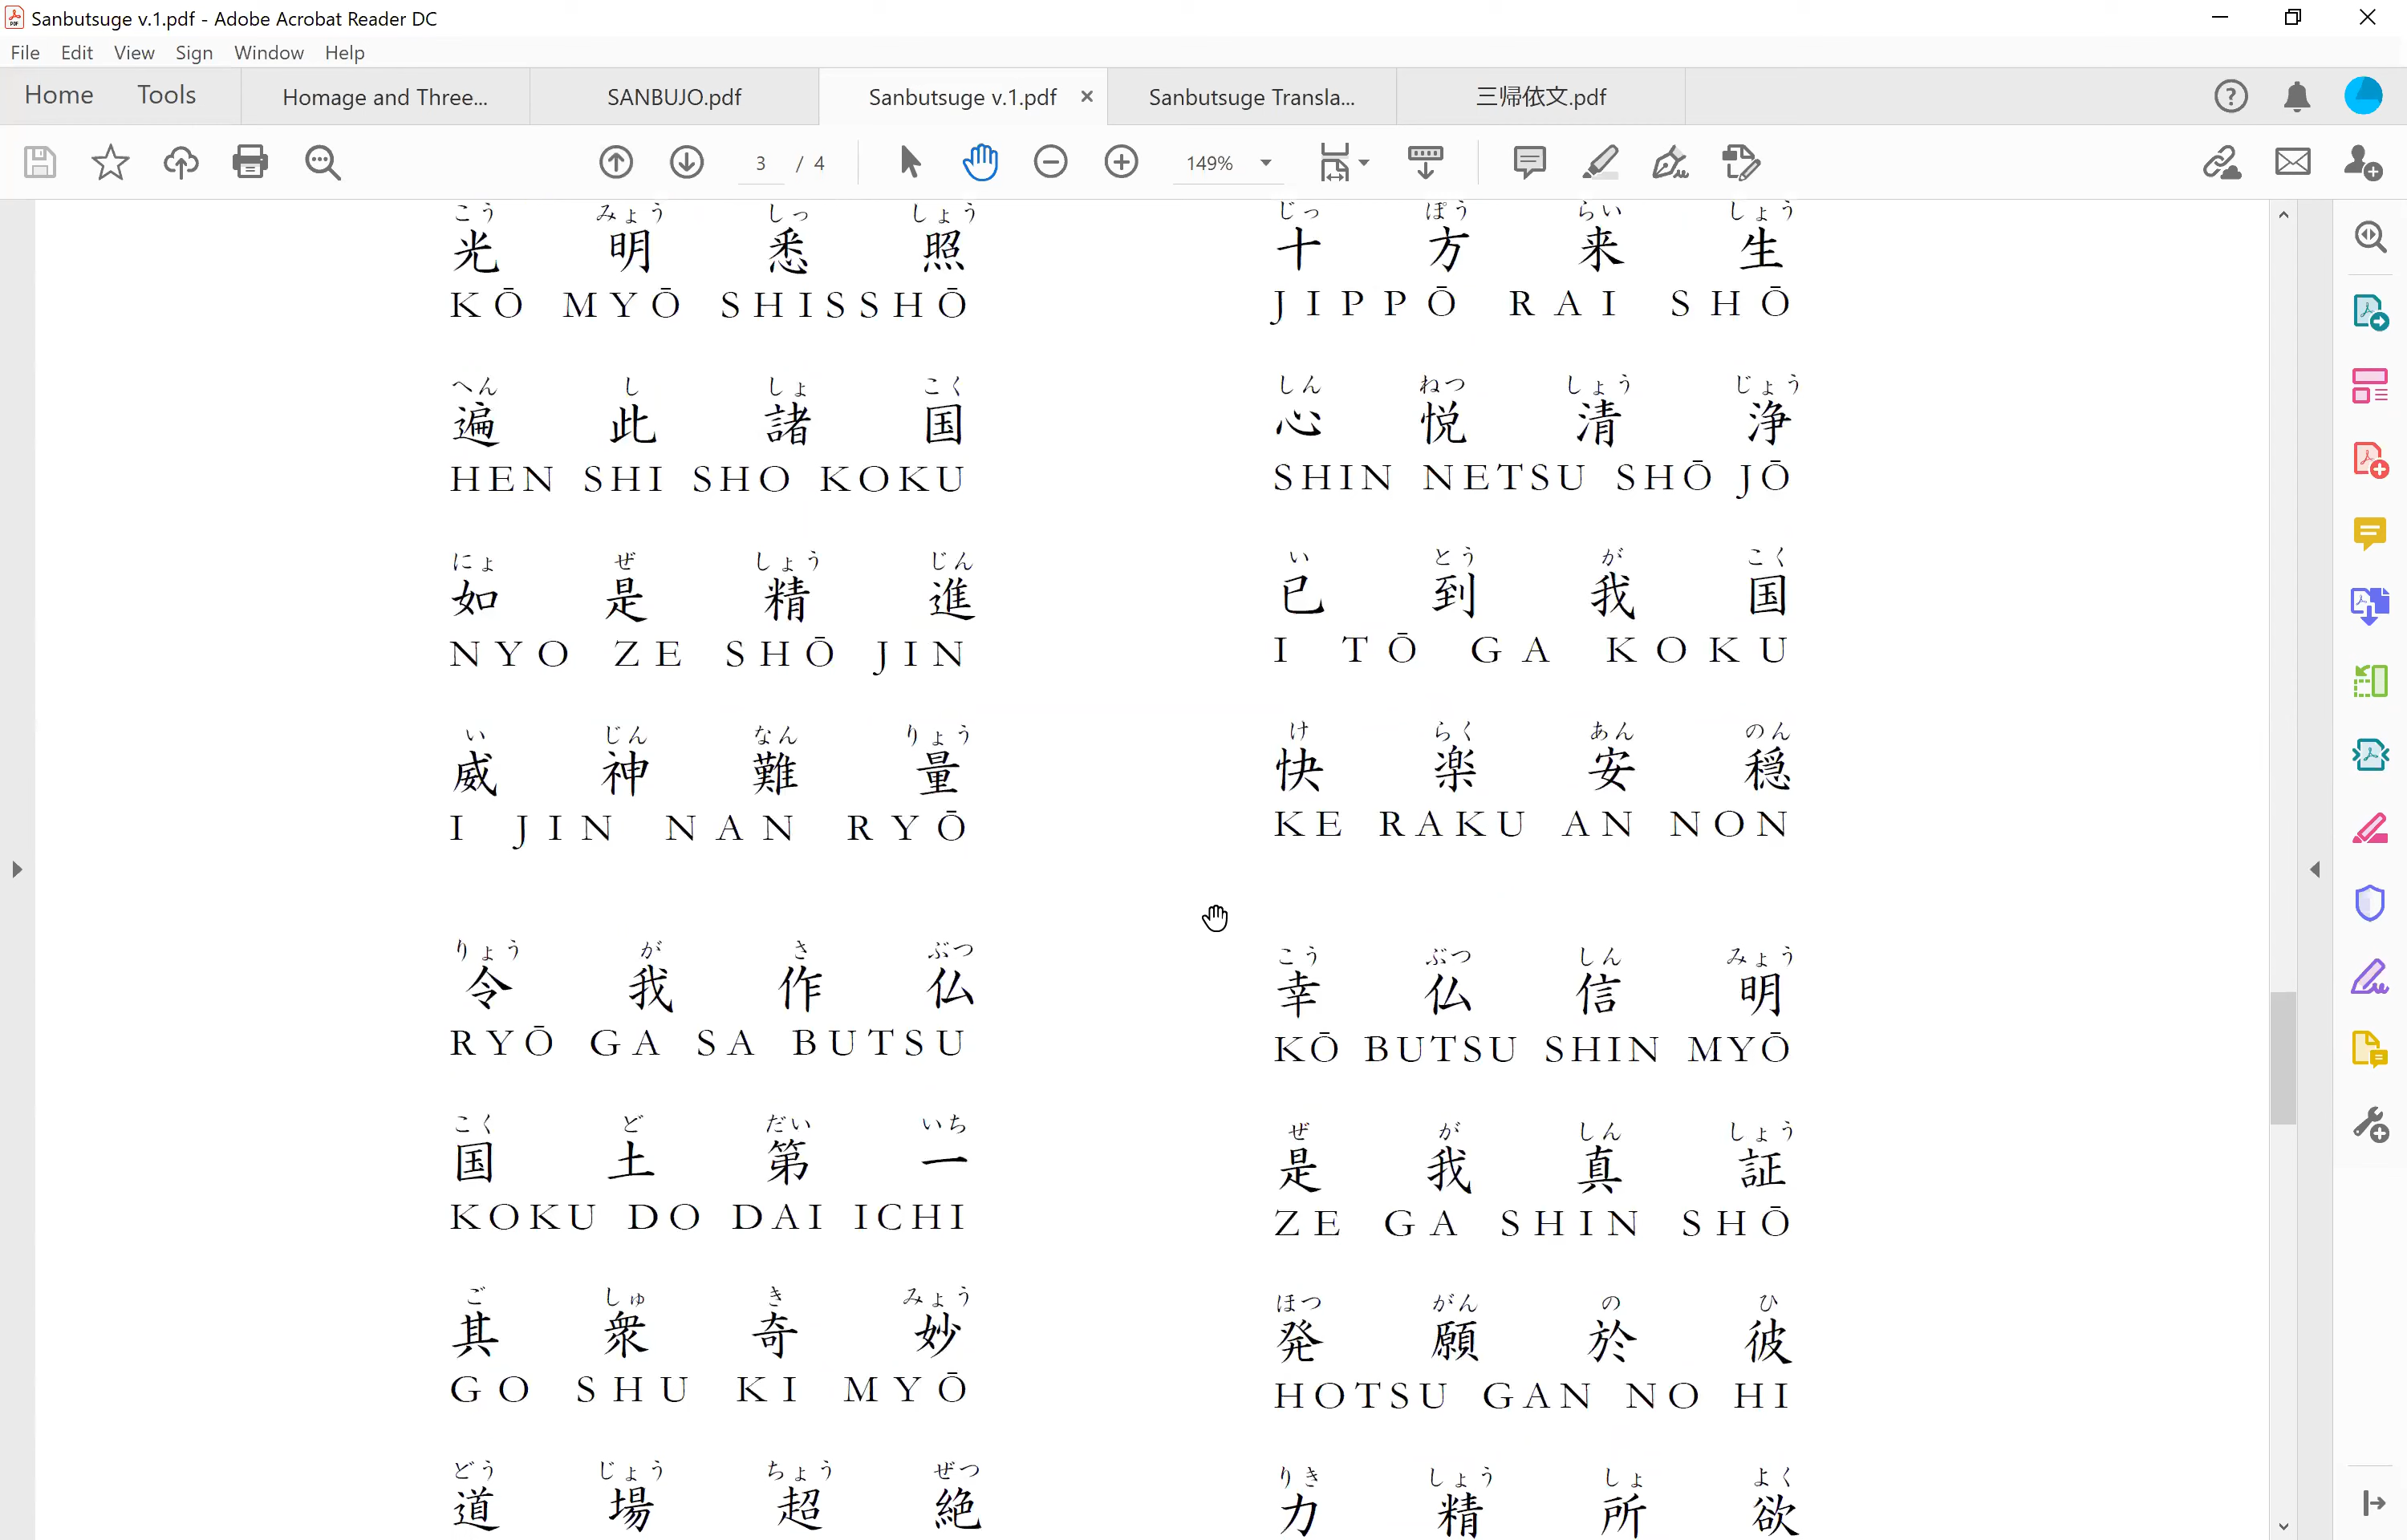 Sanbutsuge v.1.pdf - Adobe Acrobat Reader DC
File Edit View Sign Window Help
Home Tools Homage and Three... SANBUJO.pdf Sanbutsuge v.1.pdf Sanbutsuge Transla... 三帰依文.pdf
3 / 4 149%
こう みょう しっ しょう
光 明 悉 照
KŌ MYŌ SHISSHŌ
へん し しょ こく
遍 此 諸 国
HEN SHI SHO KOKU
にょ ぜ しょう じん
如 是 精 進
NYO ZE SHŌ JIN
い じん なん りょう
威 神 難 量
I JIN NAN RYŌ
りょう が さ ぶつ
令 我 作 仏
RYŌ GA SA BUTSU
こく ど だい いち
国 土 第 一
KOKU DO DAI ICHI
ご しゅ き みょう
其 衆 奇 妙
GO SHU KI MYŌ
どう じょう ちょう ぜつ
道 場 超 絶
じっ ぽう らい しょう
十 方 来 生
JIPPŌ RAI SHŌ
しん ねつ しょう じょう
心 悦 清 浄
SHIN NETSU SHŌ JŌ
い とう が こく
已 到 我 国
I TŌ GA KOKU
け らく あん のん
快 楽 安 穏
KE RAKU AN NON
こう ぶつ しん みょう
幸 仏 信 明
KŌ BUTSU SHIN MYŌ
ぜ が しん しょう
是 我 真 証
ZE GA SHIN SHŌ
ほつ がん の ひ
発 願 於 彼
HOTSU GAN NO HI
りき しょう しょ よく
力 精 所 欲